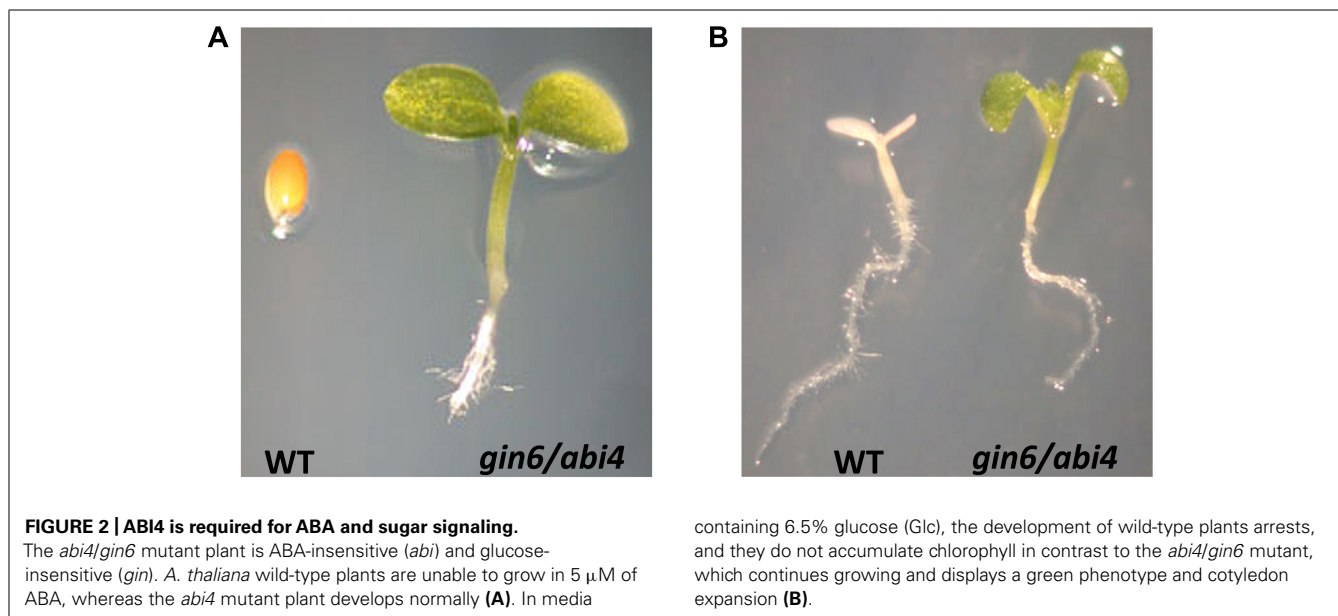 A
B
WT
gin6/abi4
WT
gin6/abi4
FIGURE 2 | ABI4 is required for ABA and sugar signaling.
The abi4/gin6 mutant plant is ABA-insensitive (abi) and glucose-
insensitive (gin). A. thaliana wild-type plants are unable to grow in 5 μM of
ABA, whereas the abi4 mutant plant develops normally (A). In media
containing 6.5% glucose (Glc), the development of wild-type plants arrests,
and they do not accumulate chlorophyll in contrast to the abi4/gin6 mutant,
which continues growing and displays a green phenotype and cotyledon
expansion (B).